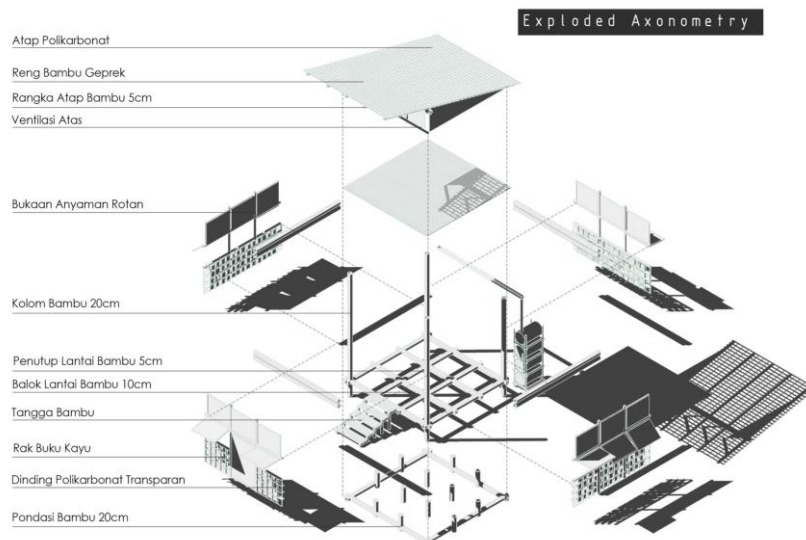 Exploded Axonometry
Atap Polikarbonat
Reng Bambu Geprek
Rangka Atap Bambu 5cm
Ventilasi Atas
Bukaan Anyaman Rotan
Kolom Bambu 20cm
Penutup Lantai Bambu 5cm
Balok Lantai Bambu 10cm
Tangga Bambu
Rak Buku Kayu
Dinding Polikarbonat Transparan
Pondasi Bambu 20cm